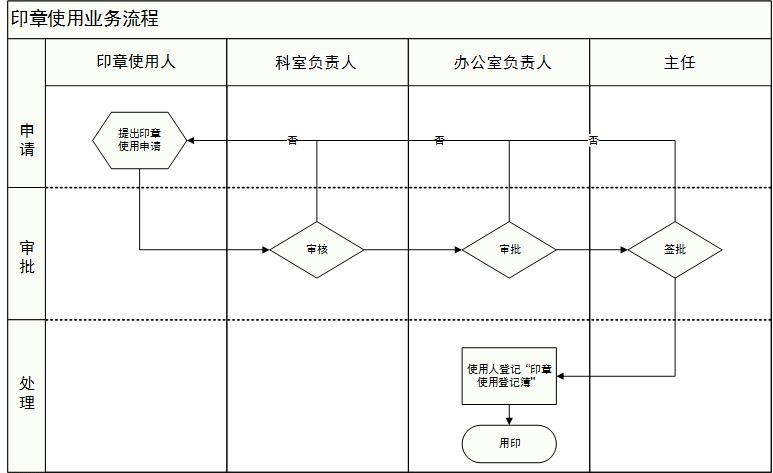 印章使用业务流程
印章使用人
科室负责人
办公室负责人
主任
申
请
提出印章
使用申请
否
否
否
审
批
审核
审批
签批
处
理
使用人登记“印章
使用登记簿”
用印